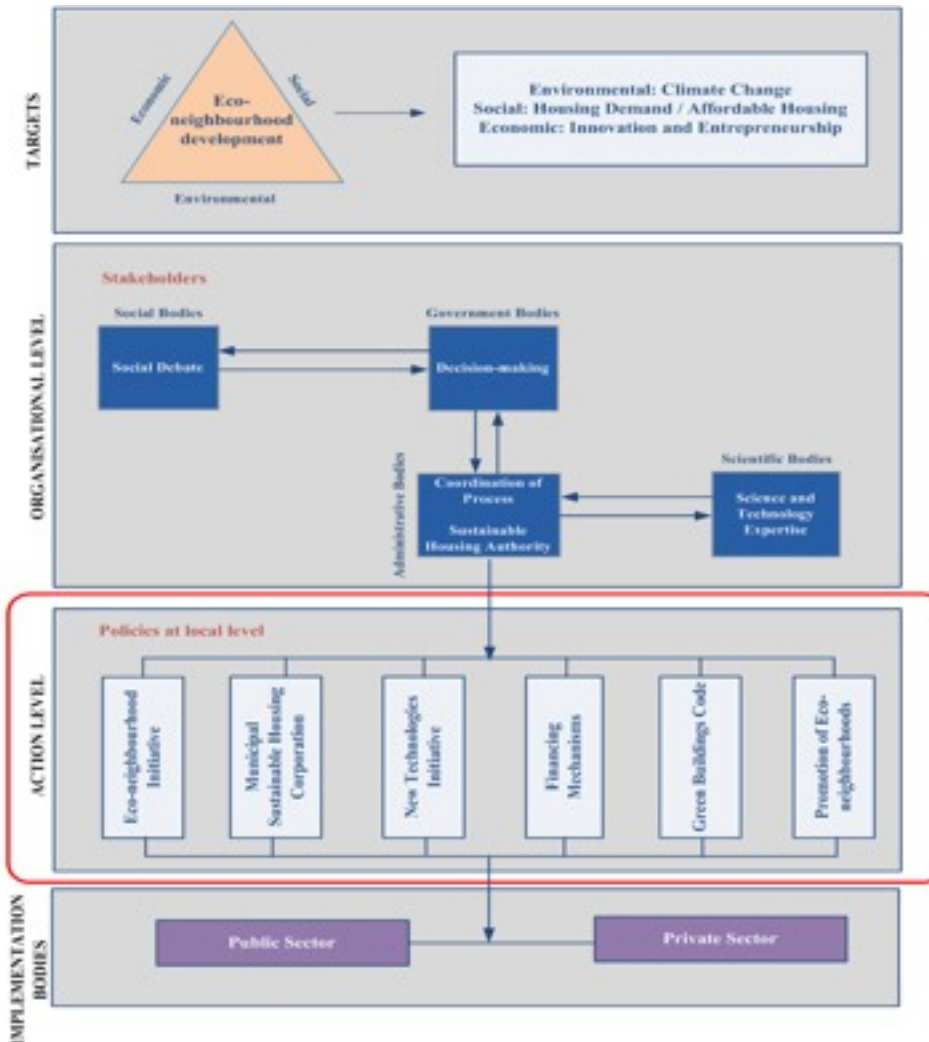 TARGETS
Economic
Social
Eco-
neighbourhood
development
Environmental
Environmental: Climate Change
Social: Housing Demand / Affordable Housing
Economic: Innovation and Entrepreneurship
ORGANISATIONAL LEVEL
Stakeholders
Social Bodies
Social Debate
Government Bodies
Decision-making
Administrative Bodies
Coordination of
Process
Sustainable
Housing Authority
Scientific Bodies
Science and
Technology
Expertise
ACTION LEVEL
Policies at local level
Eco-neighbourhood
Initiative
Municipal
Sustainable Housing
Corporation
New Technologies
Initiative
Financing
Mechanisms
Green Buildings Code
Promotion of Eco-
neighbourhoods
IMPLEMENTATION
BODIES
Public Sector
Private Sector